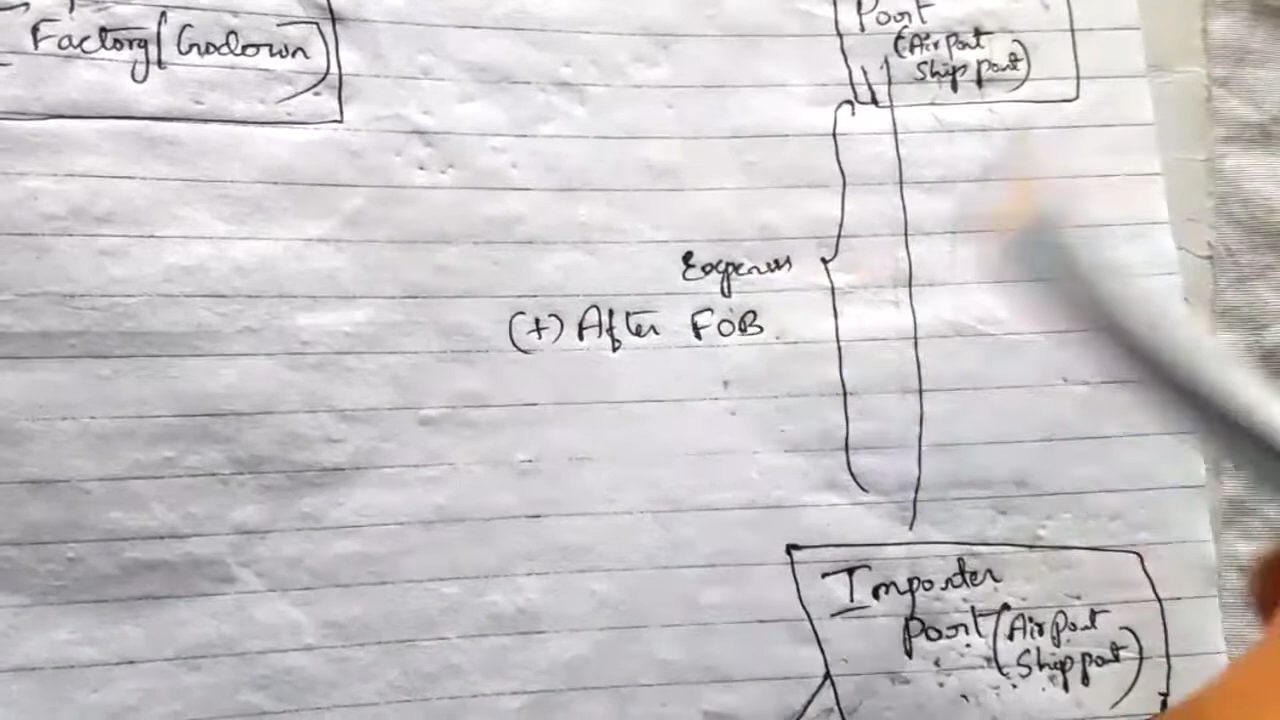 Factory (Godown)
Port
(Air Port
Ship port)
Expenses
(+) After FOB
Importer
Port (Air Port
Ship port)